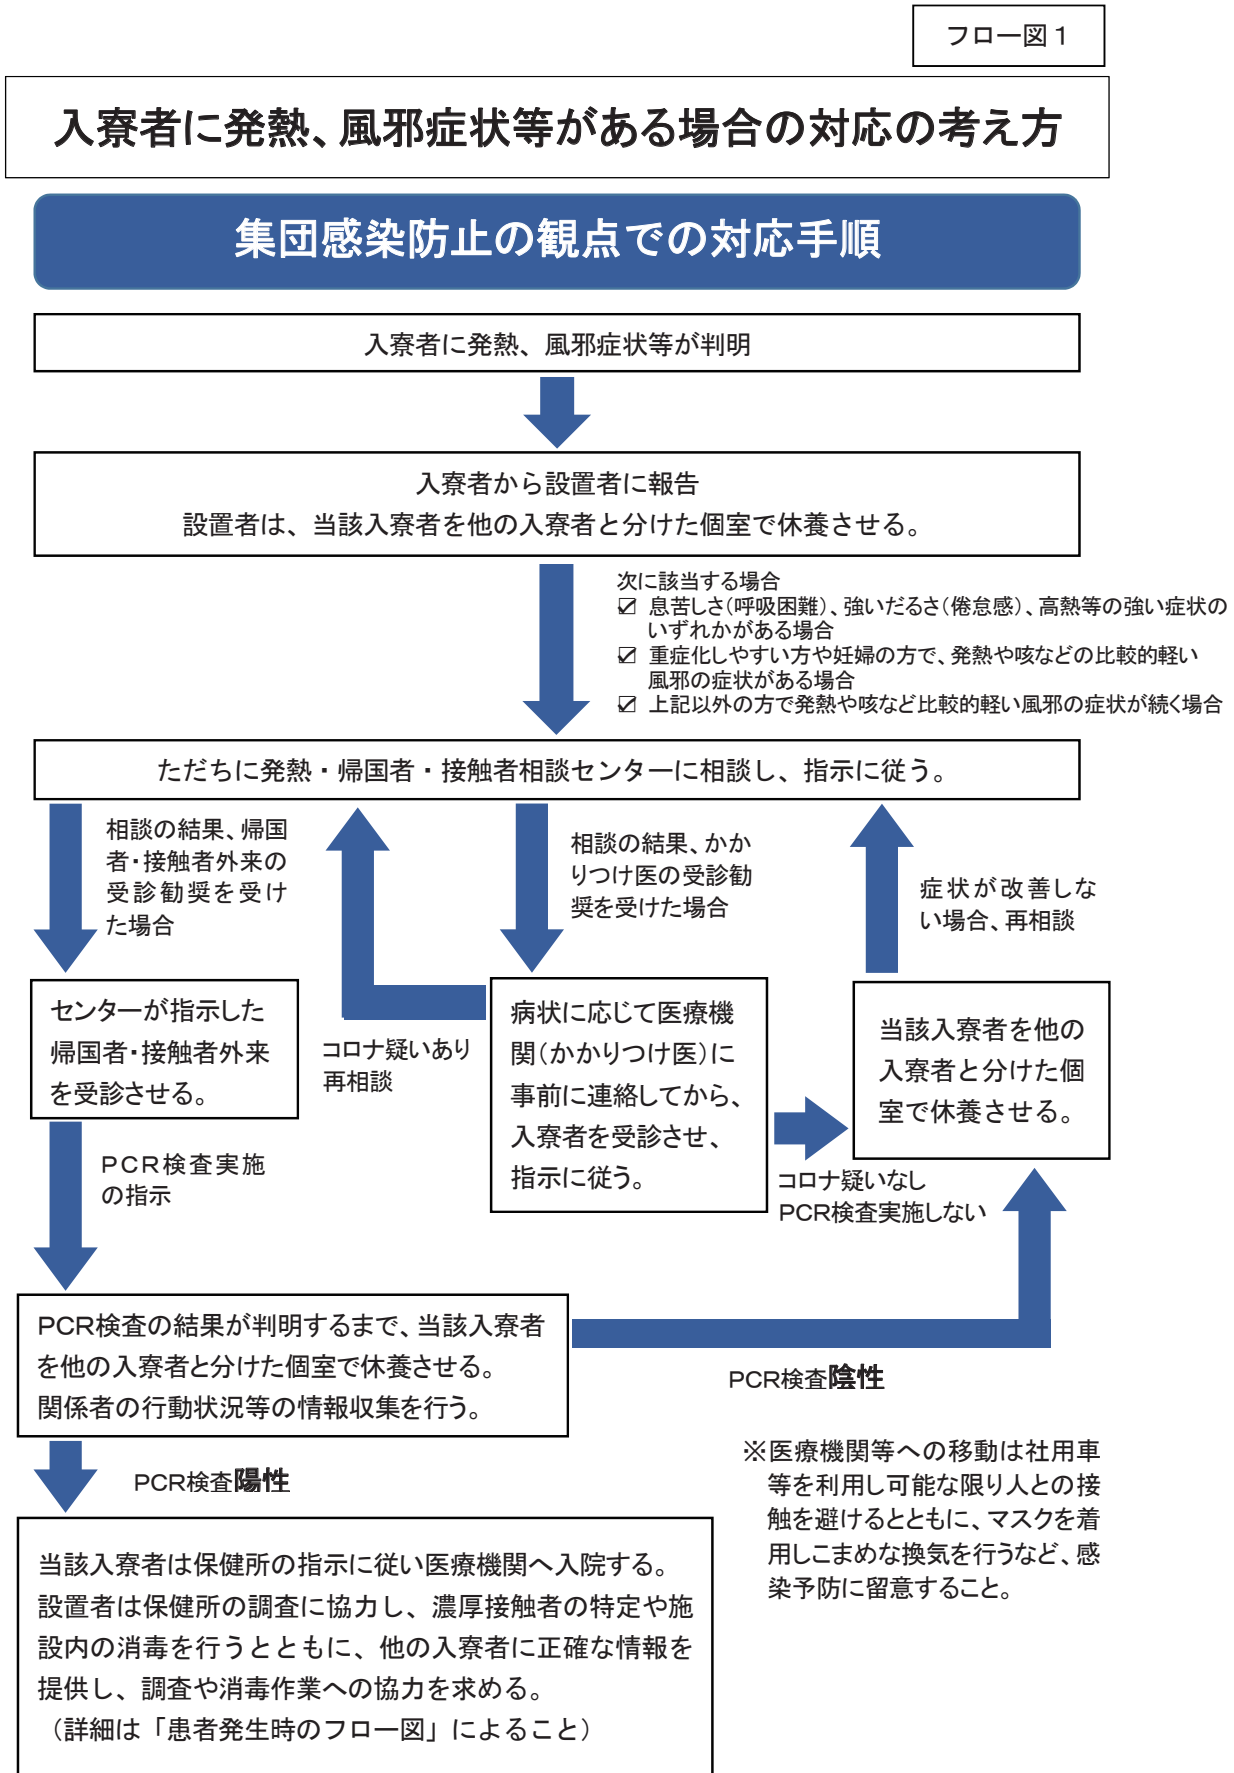 フロー図1
入寮者に発熱、風邪症状等がある場合の対応の考え方
集団感染防止の観点での対応手順
入寮者に発熱、風邪症状等が判明
入寮者から設置者に報告
設置者は、当該入寮者を他の入寮者と分けた個室で休養させる。
次に該当する場合
☑ 息苦しさ(呼吸困難)、強いだるさ(倦怠感)、高熱等の強い症状の
いずれかがある場合
☑ 重症化しやすい方や妊婦の方で、発熱や咳などの比較的軽い
風邪の症状がある場合
☑ 上記以外の方で発熱や咳など比較的軽い風邪の症状が続く場合
ただちに発熱・帰国者・接触者相談センターに相談し、指示に従う。
相談の結果、帰国
者・接触者外来の
受診勧奨を受け
た場合
相談の結果、かか
りつけ医の受診勧
奨を受けた場合
症状が改善しな
い場合、再相談
センターが指示した
帰国者・接触者外来
を受診させる。
コロナ疑いあり
再相談
病状に応じて医療機
関(かかりつけ医)に
事前に連絡してから、
入寮者を受診させ、
指示に従う。
当該入寮者を他の
入寮者と分けた個
室で休養させる。
PCR検査実施
の指示
コロナ疑いなし
PCR検査実施しない
PCR検査の結果が判明するまで、当該入寮者
を他の入寮者と分けた個室で休養させる。
関係者の行動状況等の情報収集を行う。
PCR検査陰性
PCR検査陽性
※医療機関等への移動は社用車
等を利用し可能な限り人との接
触を避けるとともに、マスクを着
用しこまめな換気を行うなど、感
染予防に留意すること。
当該入寮者は保健所の指示に従い医療機関へ入院する。
設置者は保健所の調査に協力し、濃厚接触者の特定や施
設内の消毒を行うとともに、他の入寮者に正確な情報を
提供し、調査や消毒作業への協力を求める。
（詳細は「患者発生時のフロー図」によること）